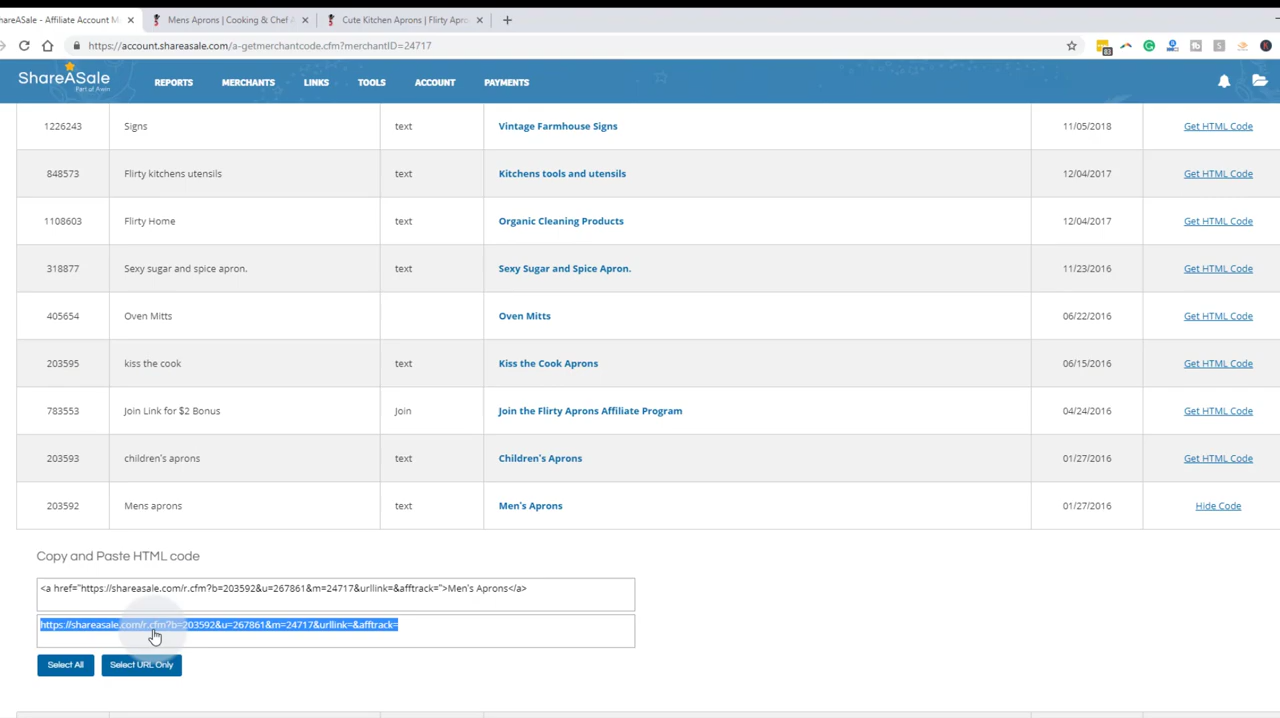 areASale - Affiliate Account M
Mens Aprons | Cooking & Chef A
Cute Kitchen Aprons | Flirty Apro
https://account.shareasale.com/a-getmerchantcode.cfm?merchantID=24717
83
ShareASale
Part of Awin
REPORTS MERCHANTS LINKS TOOLS ACCOUNT PAYMENTS
1226243 Signs text Vintage Farmhouse Signs 11/05/2018 Get HTML Code
848573 Flirty kitchens utensils text Kitchens tools and utensils 12/04/2017 Get HTML Code
1108603 Flirty Home text Organic Cleaning Products 12/04/2017 Get HTML Code
318877 Sexy sugar and spice apron. text Sexy Sugar and Spice Apron. 11/23/2016 Get HTML Code
405654 Oven Mitts Oven Mitts 06/22/2016 Get HTML Code
203595 kiss the cook text Kiss the Cook Aprons 06/15/2016 Get HTML Code
783553 Join Link for $2 Bonus Join Join the Flirty Aprons Affiliate Program 04/24/2016 Get HTML Code
203593 children's aprons text Children's Aprons 01/27/2016 Get HTML Code
203592 Mens aprons text Men's Aprons 01/27/2016 Hide Code
Copy and Paste HTML code
<a href="https://shareasale.com/r.cfm?b=203592&u=267861&m=24717&urllink=&afftrack=">Men's Aprons</a>
https://shareasale.com/r.cfm?b=203592&u=267861&m=24717&urllink=&afftrack=
Select All Select URL Only